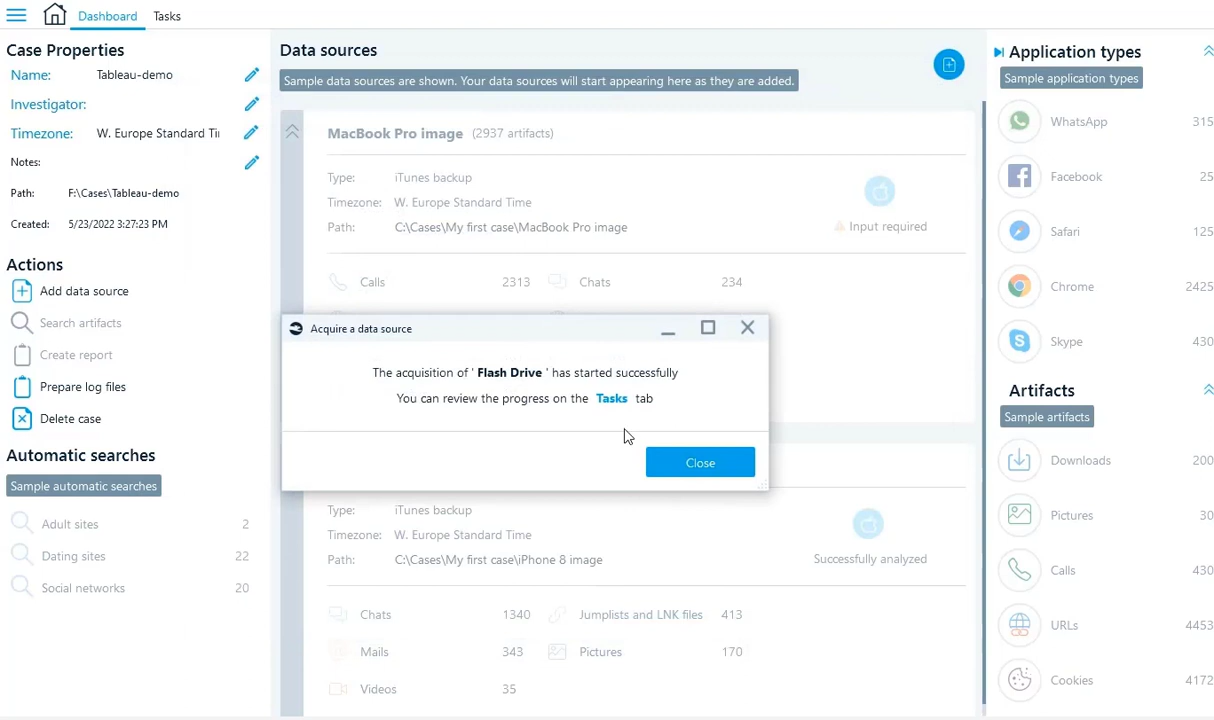 Dashboard Tasks
Case Properties
Name: Tableau-demo
Investigator:
Timezone: W. Europe Standard Ti
Notes:
Path: F:\Cases\Tableau-demo
Created: 5/23/2022 3:27:23 PM
Actions
Add data source
Search artifacts
Create report
Prepare log files
Delete case
Automatic searches
Sample automatic searches
Adult sites 2
Dating sites 22
Social networks 20
Data sources
Sample data sources are shown. Your data sources will start appearing here as they are added.
MacBook Pro image (2937 artifacts)
Type: iTunes backup
Timezone: W. Europe Standard Time
Path: C:\Cases\My first case\MacBook Pro image
Input required
Calls 2313 Chats 234
Acquire a data source
The acquisition of ' Flash Drive ' has started successfully
You can review the progress on the Tasks tab
Close
Type: iTunes backup
Timezone: W. Europe Standard Time
Path: C:\Cases\My first case\iPhone 8 image
Successfully analyzed
Chats 1340 Jumplists and LNK files 413
Mails 343 Pictures 170
Videos 35
Application types
Sample application types
WhatsApp 315
Facebook 25
Safari 125
Chrome 2425
Skype 430
Artifacts
Sample artifacts
Downloads 200
Pictures 30
Calls 430
URLs 4453
Cookies 4172